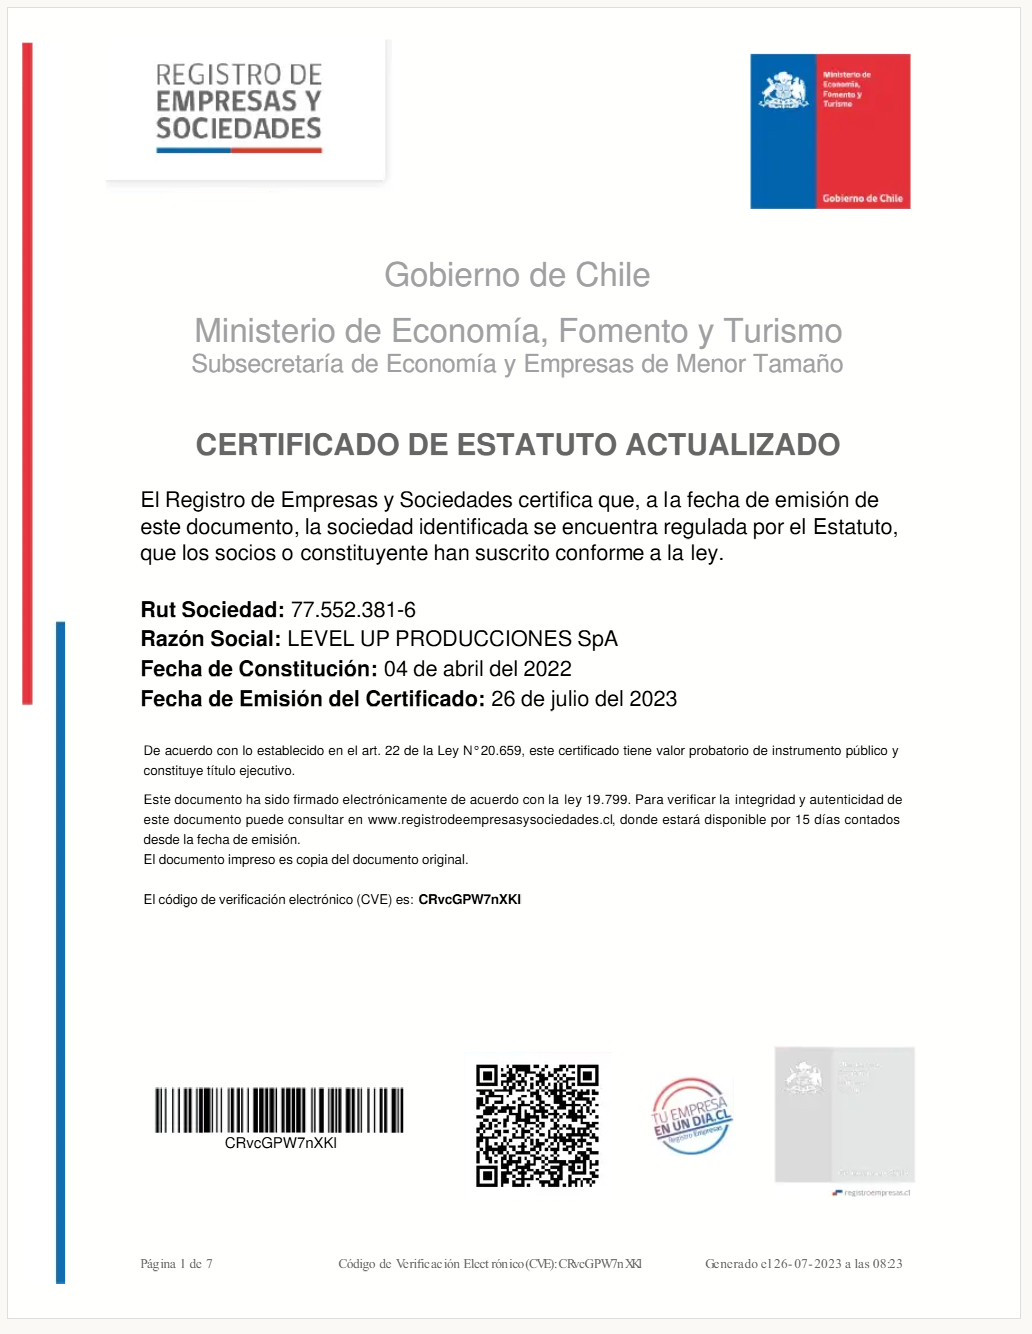 REGISTRO DE
EMPRESAS Y
SOCIEDADES
Ministerio de
Economía,
Fomento y
Turismo
Gobierno de Chile
Gobierno de Chile
Ministerio de Economía, Fomento y Turismo
Subsecretaría de Economía y Empresas de Menor Tamaño
CERTIFICADO DE ESTATUTO ACTUALIZADO
El Registro de Empresas y Sociedades certifica que, a la fecha de emisión de
este documento, la sociedad identificada se encuentra regulada por el Estatuto,
que los socios o constituyente han suscrito conforme a la ley.
Rut Sociedad: 77.552.381-6
Razón Social: LEVEL UP PRODUCCIONES SpA
Fecha de Constitución: 04 de abril del 2022
Fecha de Emisión del Certificado: 26 de julio del 2023
De acuerdo con lo establecido en el art. 22 de la Ley N°20.659, este certificado tiene valor probatorio de instrumento público y
constituye título ejecutivo.
Este documento ha sido firmado electrónicamente de acuerdo con la ley 19.799. Para verificar la integridad y autenticidad de
este documento puede consultar en www.registrodeempresasysociedades.cl, donde estará disponible por 15 días contados
desde la fecha de emisión.
El documento impreso es copia del documento original.
El código de verificación electrónico (CVE) es: CRvcGPW7nXKI
CRvcGPW7nXKI
TU EMPRESA
EN UN DIA.CL
Registro Empresas
registroempresas.cl
Página 1 de 7
Código de Verificación Electrónico(CVE):CRvcGPW7nXKI
Generado el 26-07-2023 a las 08:23